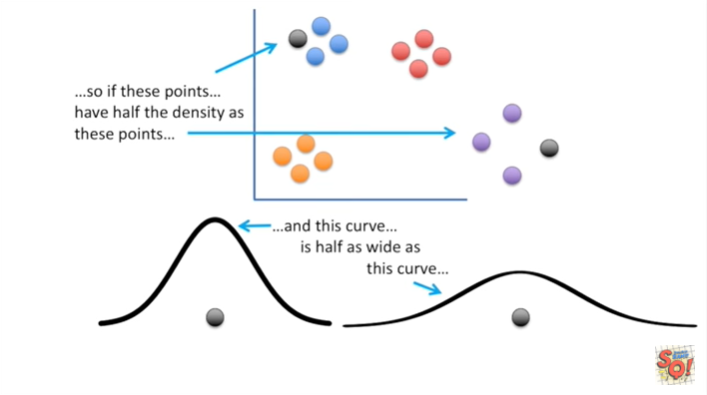 ...so if these points...
have half the density as
these points...
...and this curve...
is half as wide as
this curve...
SQ!